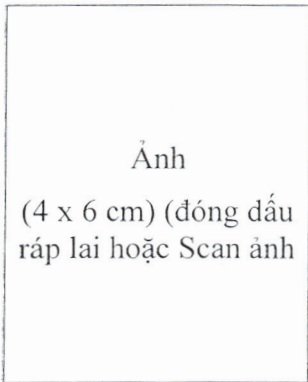 Ảnh
(4 x 6 cm) (đóng dấu
ráp lai hoặc Scan ảnh